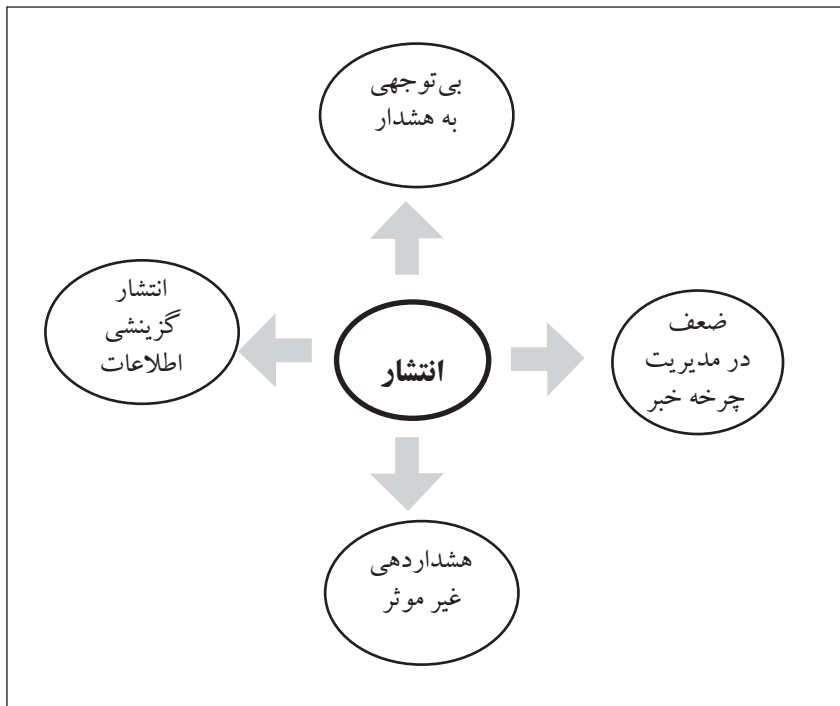 بی‌توجهی
به هشدار
انتشار
گزینشی
اطلاعات
انتشار
ضعف
در مدیریت
چرخه خبر
هشداردهی
غیر موثر